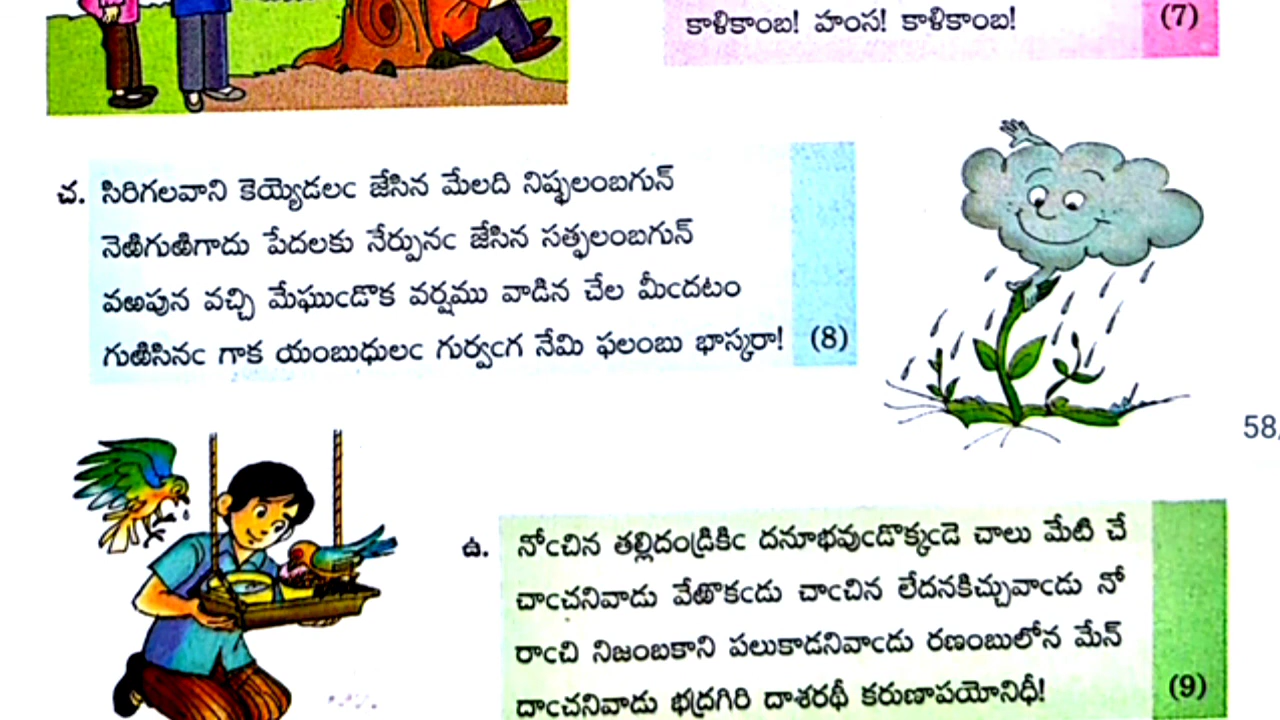 కాళికాంబ! హంస! కాళికాంబ! (7)
చ. సిరిగలవాని కెయ్యెడలఁ జేసిన మేలది నిష్ఫలంబగున్
నెఱిగుఱిగాదు పేదలకు నేర్పునఁ జేసిన సత్ఫలంబగున్
వఱపున వచ్చి మేఘుఁడొక వర్షము వాడిన చేల మీఁదటం
గుఱిసినఁ గాక యంబుధులఁ గుర్వఁగ నేమి ఫలంబు భాస్కరా! (8)
58
ఉ. నోఁచిన తల్లిదండ్రికిఁ దనూభవుఁడొక్కఁడె చాలు మేటి చే
చాఁచనివాడు వేఱొకఁడు చాఁచిన లేదనకిచ్చువాఁడు నో
రాఁచి నిజంబకాని పలుకాడనివాఁడు రణంబులోన మేన్
దాఁచనివాడు భద్రగిరి దాశరథీ కరుణాపయోనిధీ! (9)